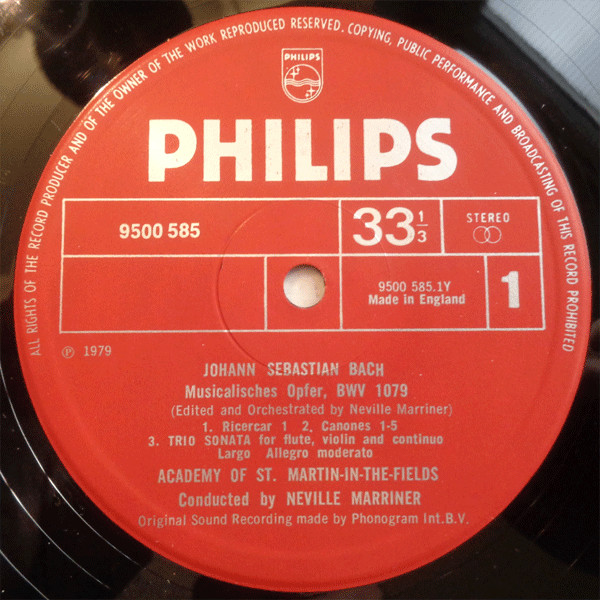 ALL RIGHTS OF THE RECORD PRODUCER AND OF THE OWNER OF THE WORK REPRODUCED RESERVED. COPYING, PUBLIC PERFORMANCE AND BROADCASTING OF THIS RECORD PROHIBITED
PHILIPS
PHILIPS
9500 585
33 1/3
STEREO
9500 585.1Y
Made in England
1
℗ 1979
JOHANN SEBASTIAN BACH
Musicalisches Opfer, BWV 1079
(Edited and Orchestrated by Neville Marriner)
1. Ricercar 1 2. Canones 1-5
3. TRIO SONATA for flute, violin and continuo
Largo Allegro moderato
ACADEMY OF ST. MARTIN-IN-THE-FIELDS
Conducted by NEVILLE MARRINER
Original Sound Recording made by Phonogram Int.B.V.